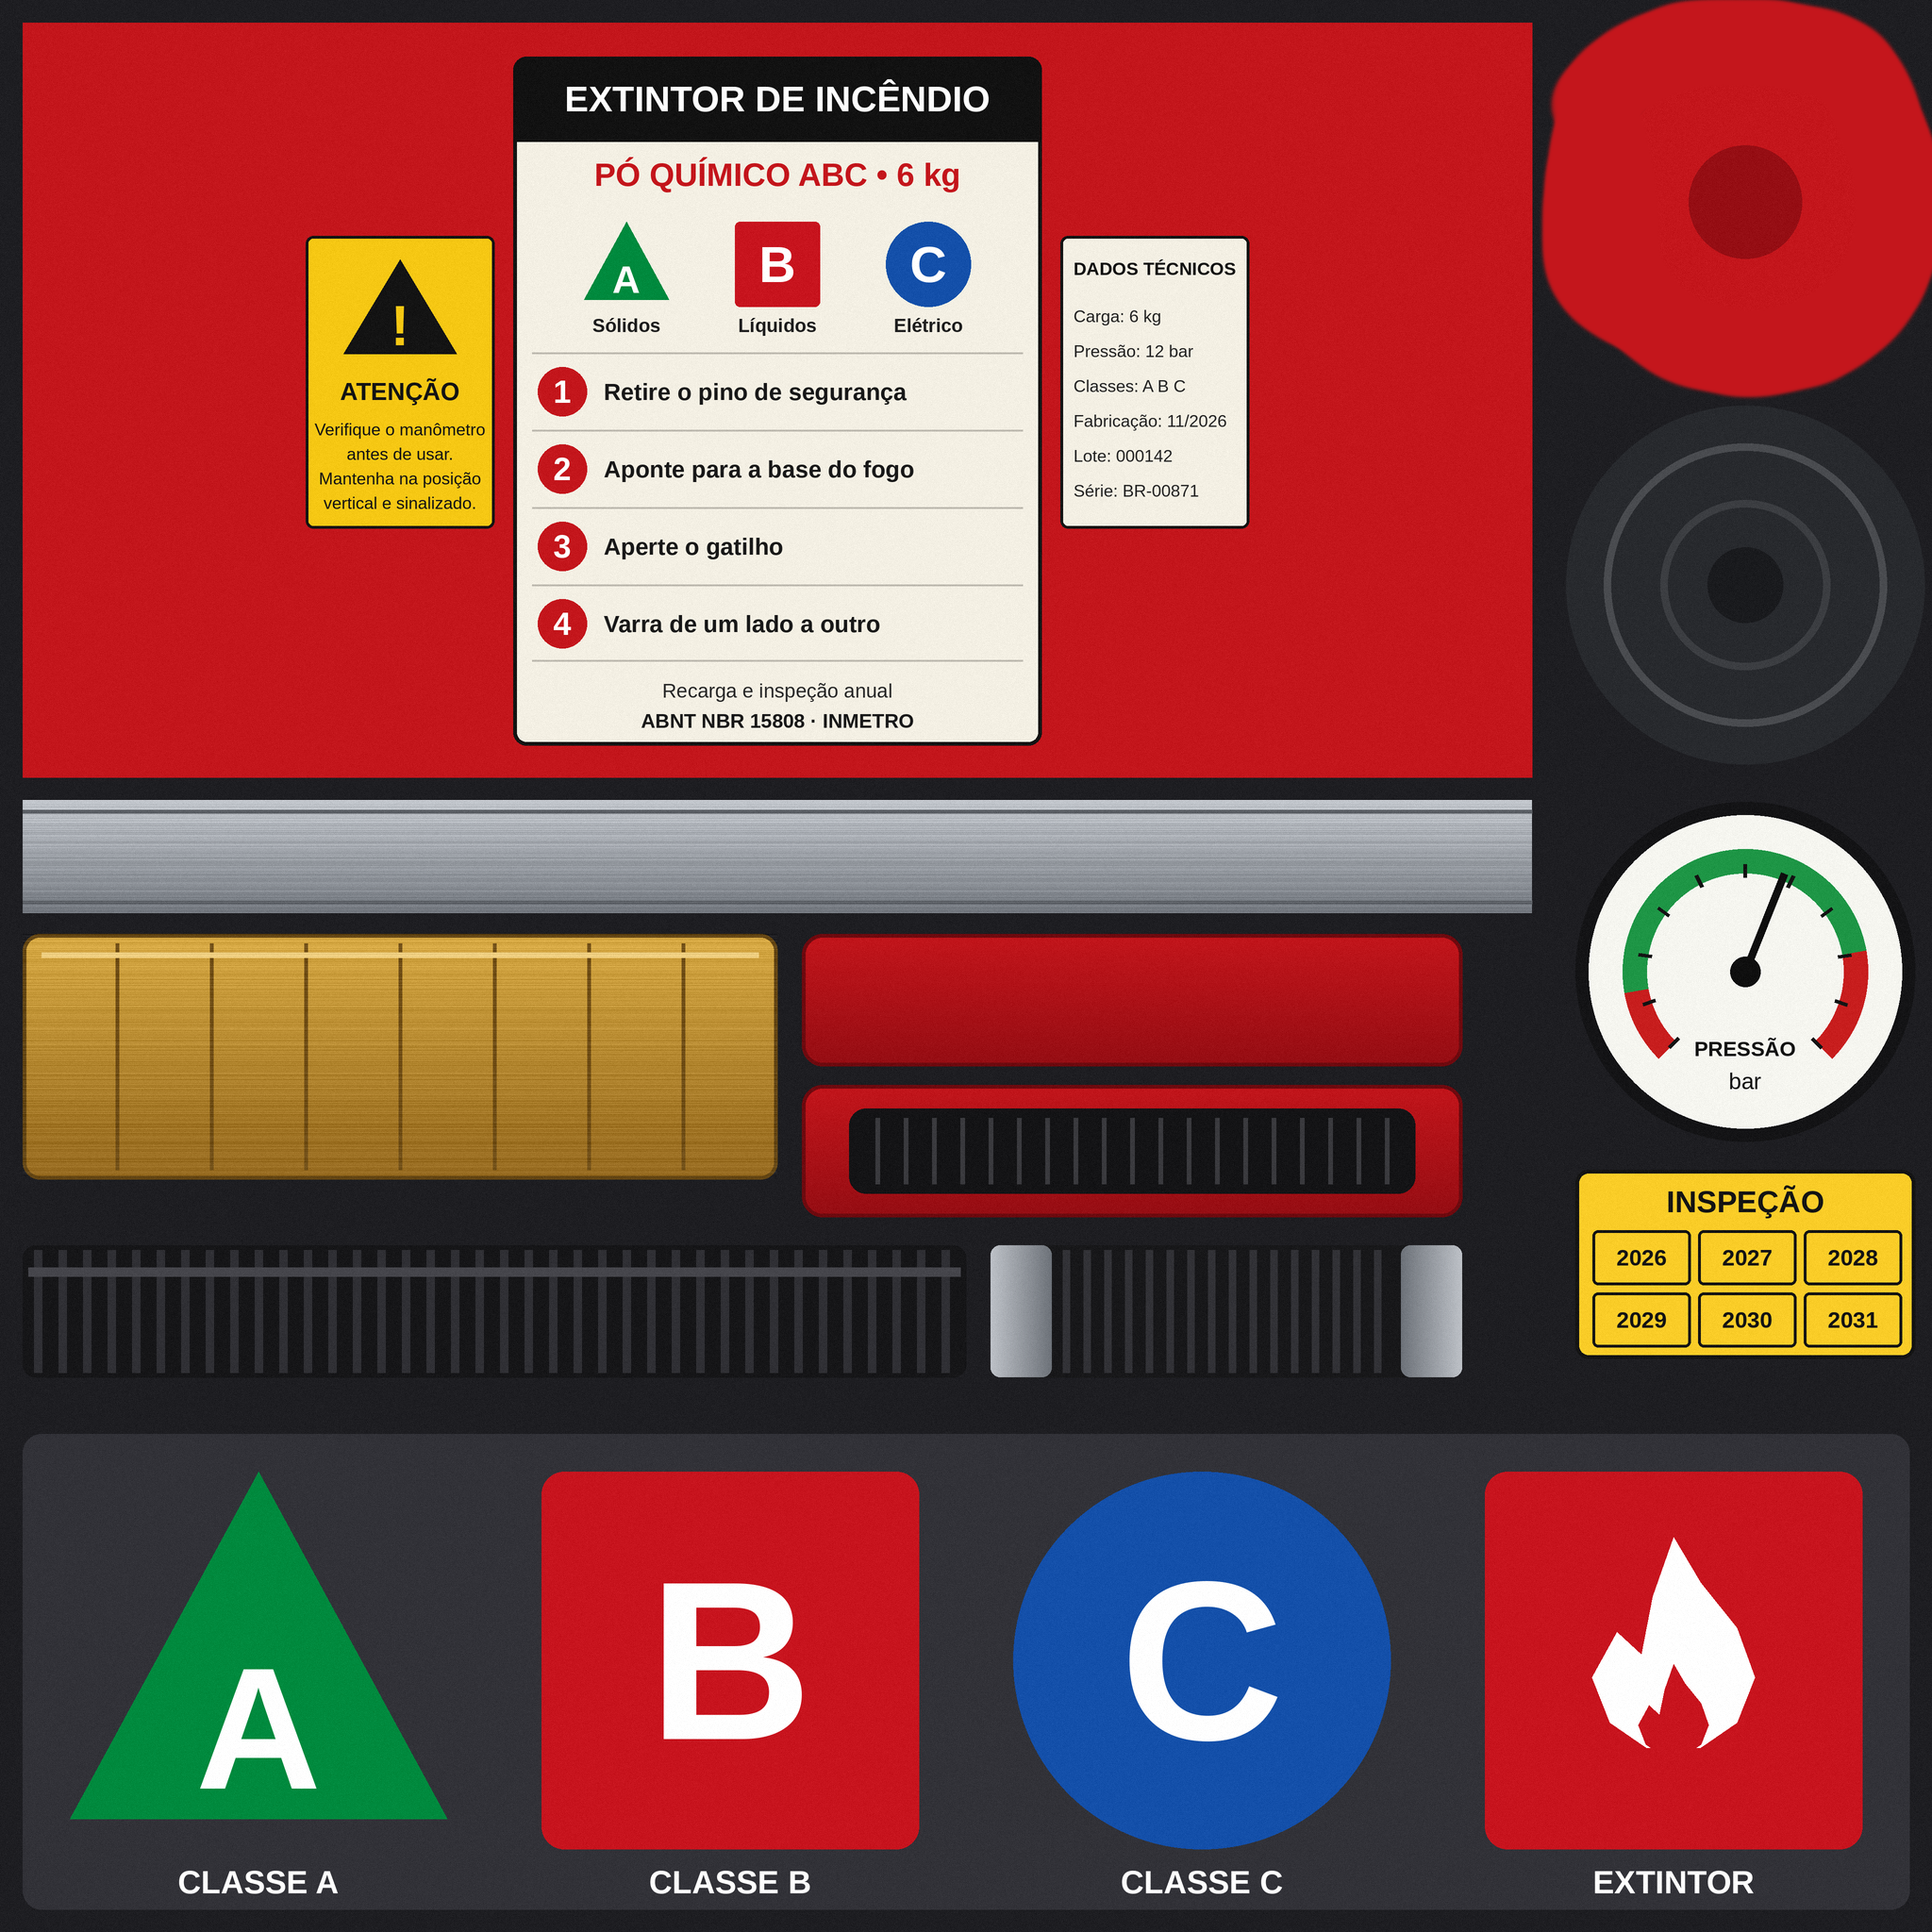 EXTINTOR DE INCÊNDIO
PÓ QUÍMICO ABC • 6 kg
A
B
C
Sólidos
Líquidos
Elétrico
1 Retire o pino de segurança
2 Aponte para a base do fogo
3 Aperte o gatilho
4 Varra de um lado a outro
Recarga e inspeção anual
ABNT NBR 15808 · INMETRO
!
ATENÇÃO
Verifique o manômetro
antes de usar.
Mantenha na posição
vertical e sinalizado.
DADOS TÉCNICOS
Carga: 6 kg
Pressão: 12 bar
Classes: A B C
Fabricação: 11/2026
Lote: 000142
Série: BR-00871
PRESSÃO
bar
INSPEÇÃO
2026 2027 2028
2029 2030 2031
A
B
C
CLASSE A
CLASSE B
CLASSE C
EXTINTOR